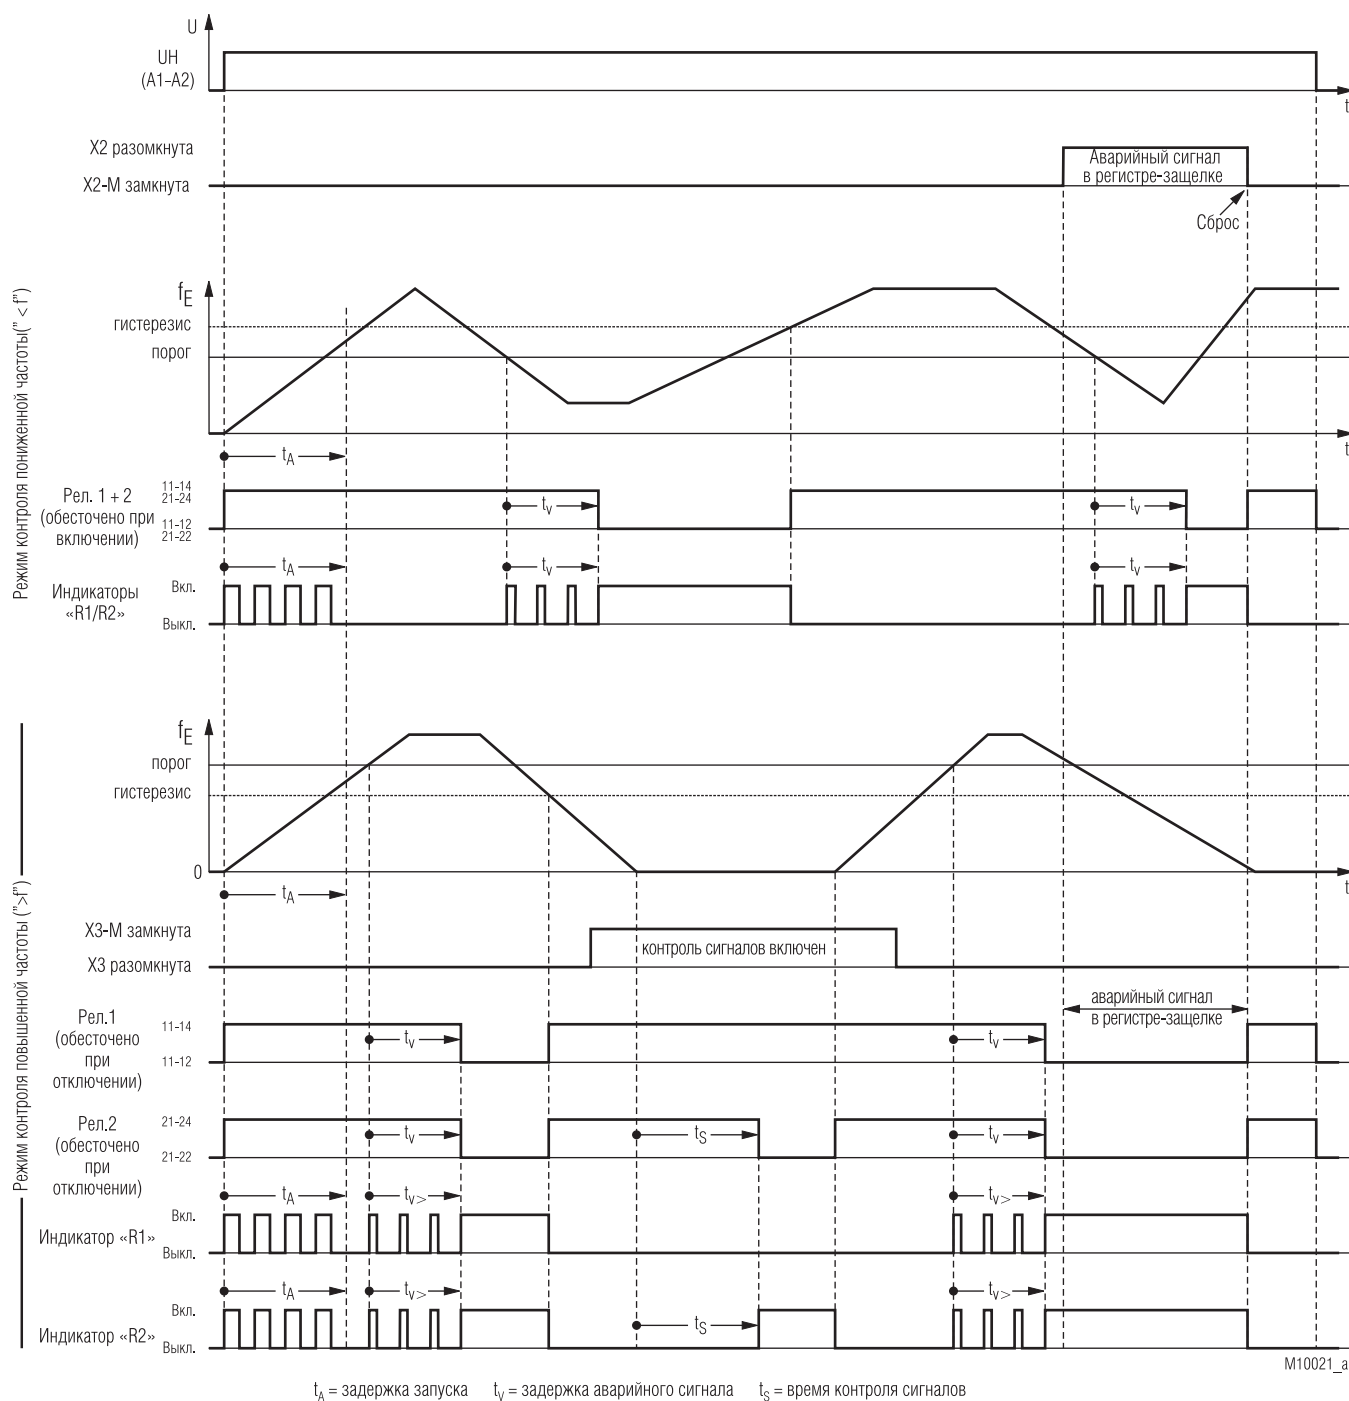 U
UH
(A1–A2)
t
X2 разомкнута
Аварийный сигнал
в регистре-защелке
X2-M замкнута
Сброс
Режим контроля пониженной частоты(" < f")
fE
гистерезис
порог
t
tA
Рел. 1 + 2
(обесточено при
включении)
11–14
21–24
11–12
21–22
tv
tv
tA
tv
tv
Индикаторы
«R1/R2»
Вкл.
Выкл.
Режим контроля повышенной частоты (">f")
fE
порог
гистерезис
0
t
tA
X3-M замкнута
контроль сигналов включен
X3 разомкнута
аварийный сигнал
в регистре-защелке
Рел.1
(обесточено
при
отключении)
11–14
11–12
tv
tv
Рел.2
(обесточено
при
отключении)
21–24
21–22
tv
tS
tv
tA
tv>
tv>
Индикатор «R1»
Вкл.
Выкл.
tA
tv>
tv>
Индикатор «R2»
Вкл.
Выкл.
tS
M10021_a
tA = задержка запуска tv = задержка аварийного сигнала tS = время контроля сигналов